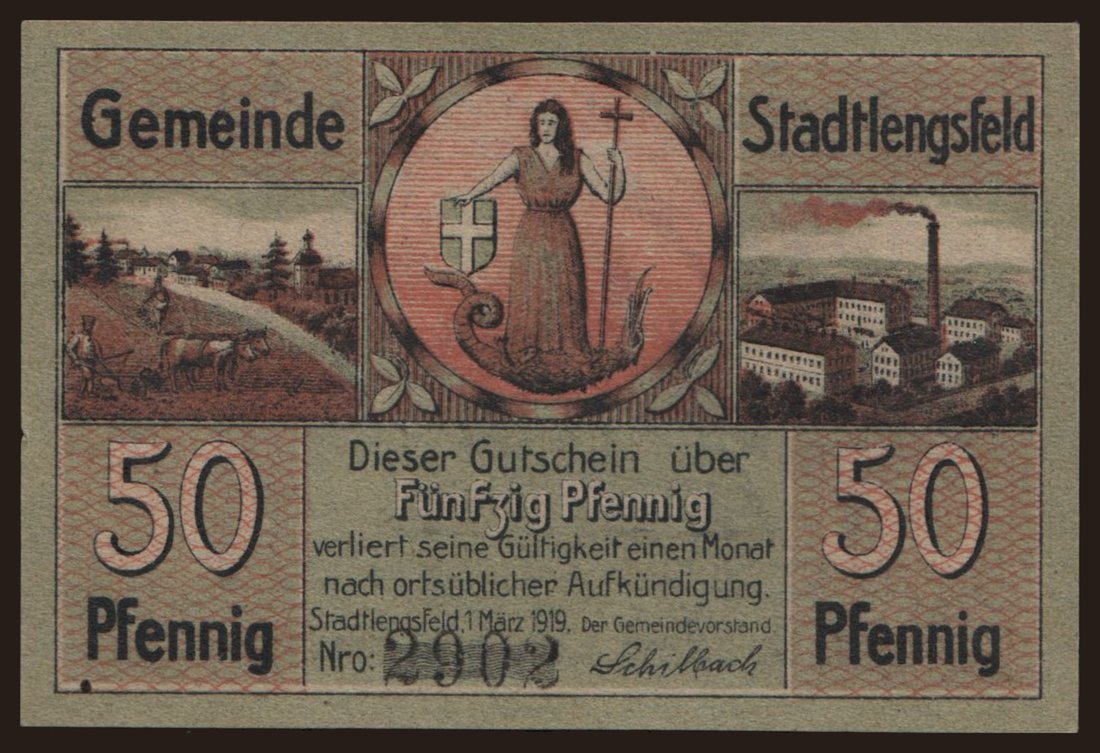 Gemeinde
Stadtlengsfeld
50
Pfennig
Dieser Gutschein über
Fünfzig Pfennig
verliert seine Gültigkeit einen Monat
nach ortsüblicher Aufkündigung.
Stadtlengsfeld, 1 März 1919. Der Gemeindevorstand
Nro: 2902 Schilbach
50
Pfennig